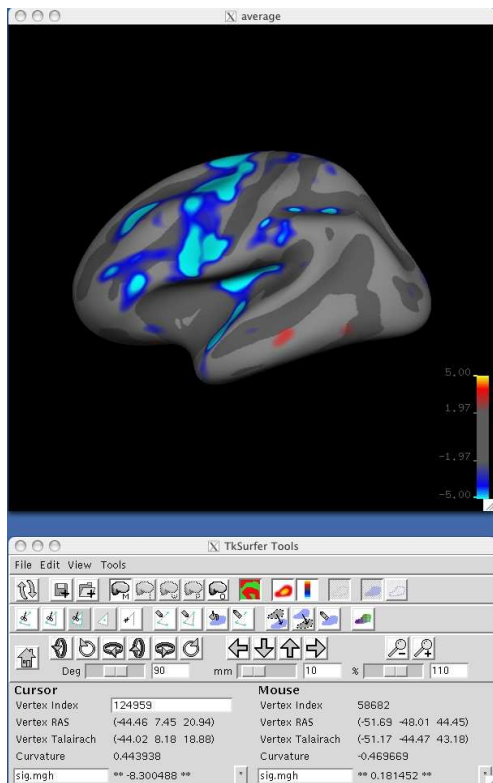 average
5.00
1.97
-1.97
-5.00
TkSurfer Tools
File Edit View Tools
Deg 90 mm 10 % 110
Cursor
Vertex Index 124959
Vertex RAS (-44.46 7.45 20.94)
Vertex Talairach (-44.02 8.18 18.88)
Curvature 0.443938
sig.mgh ** -8.300488 **
Mouse
Vertex Index 58682
Vertex RAS (-51.69 -48.01 44.45)
Vertex Talairach (-51.17 -44.47 43.18)
Curvature -0.469669
sig.mgh ** 0.181452 **